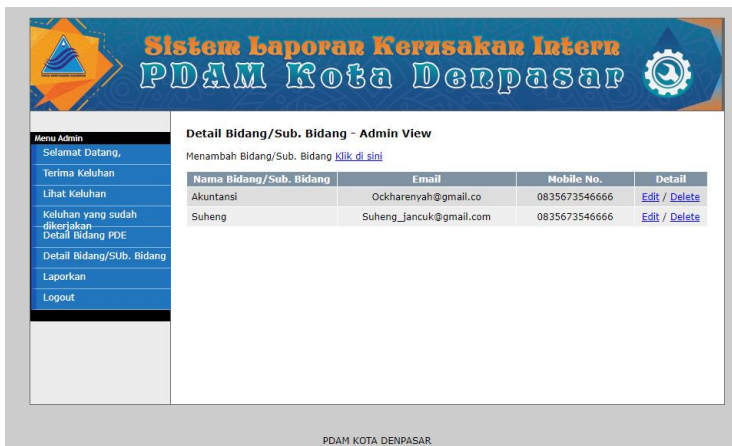 Sistem Laporan Kerusakan Intern
PDAM Kota Denpasar
Menu Admin
Selamat Datang,
Terima Keluhan
Lihat Keluhan
Keluhan yang sudah
dikerjakan
Detail Bidang PDE
Detail Bidang/SUb. Bidang
Laporkan
Logout
Detail Bidang/Sub. Bidang - Admin View
Menambah Bidang/Sub. Bidang Klik di sini
Nama Bidang/Sub. Bidang Email Mobile No. Detail
Akuntansi Ockharenyah@gmail.co 0835673546666 Edit / Delete
Suheng Suheng_jancuk@gmail.com 0835673546666 Edit / Delete
PDAM KOTA DENPASAR